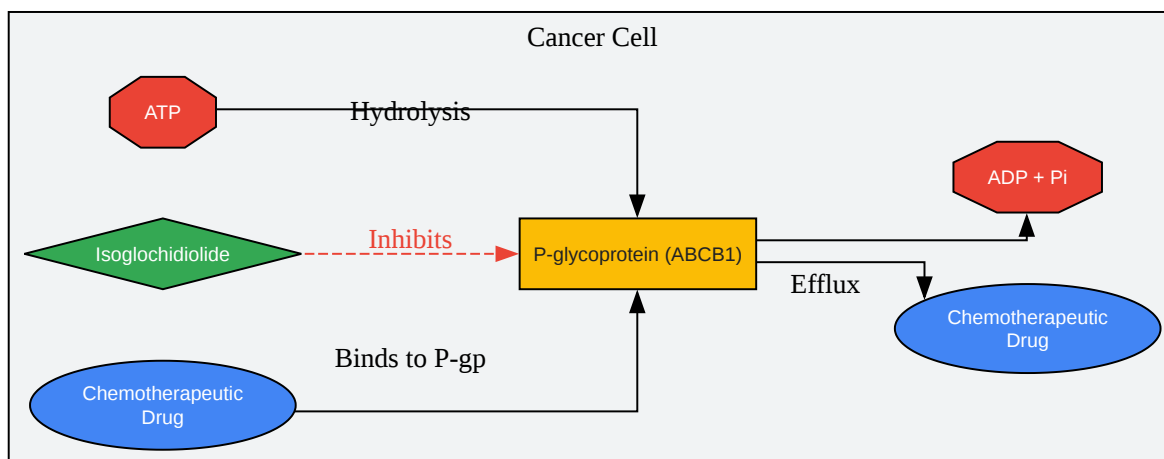 Cancer Cell
ATP
Hydrolysis
ADP + Pi
Isoglochidiolide
Inhibits
P-glycoprotein (ABCB1)
Efflux
Chemotherapeutic
Drug
Binds to P-gp
Chemotherapeutic
Drug